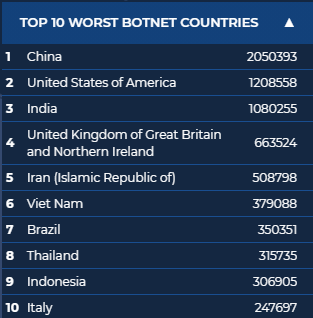 TOP 10 WORST BOTNET COUNTRIES ▲
1 China 2050393
2 United States of America 1208558
3 India 1080255
4 United Kingdom of Great Britain
and Northern Ireland 663524
5 Iran (Islamic Republic of) 508798
6 Viet Nam 379088
7 Brazil 350351
8 Thailand 315735
9 Indonesia 306905
10 Italy 247697